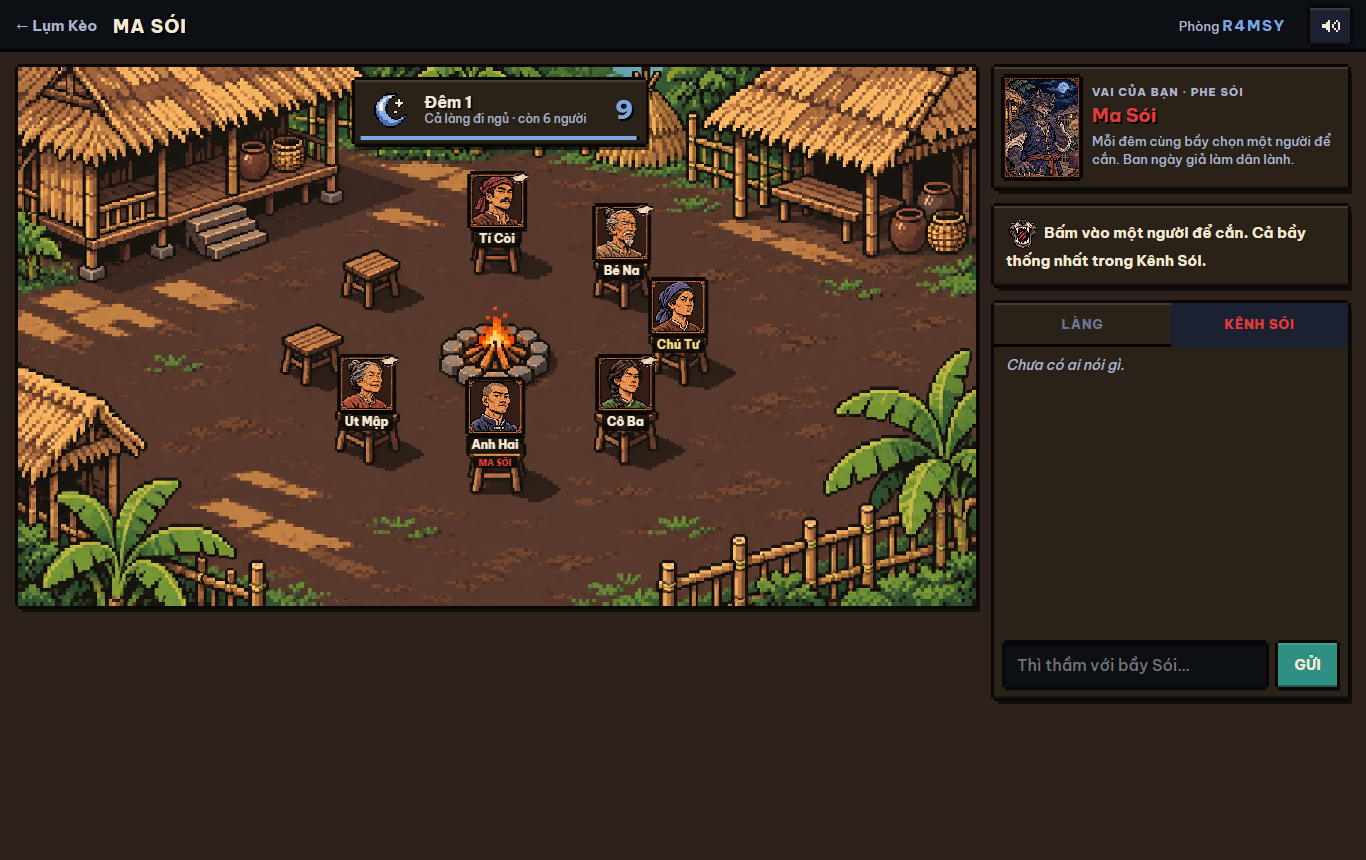 ← Lụm Kèo MA SÓI
Phòng R4MSY
Đêm 1
Cả làng đi ngủ · còn 6 người
9
Tí Còi
Bé Na
Chú Tư
Út Mập
Cô Ba
Anh Hai
MA SÓI
VAI CỦA BẠN · PHE SÓI
Ma Sói
Mỗi đêm cùng bầy chọn một người để
cắn. Ban ngày giả làm dân lành.
Bấm vào một người để cắn. Cả bầy
thống nhất trong Kênh Sói.
LÀNG
KÊNH SÓI
Chưa có ai nói gì.
Thì thầm với bầy Sói...
GỬI